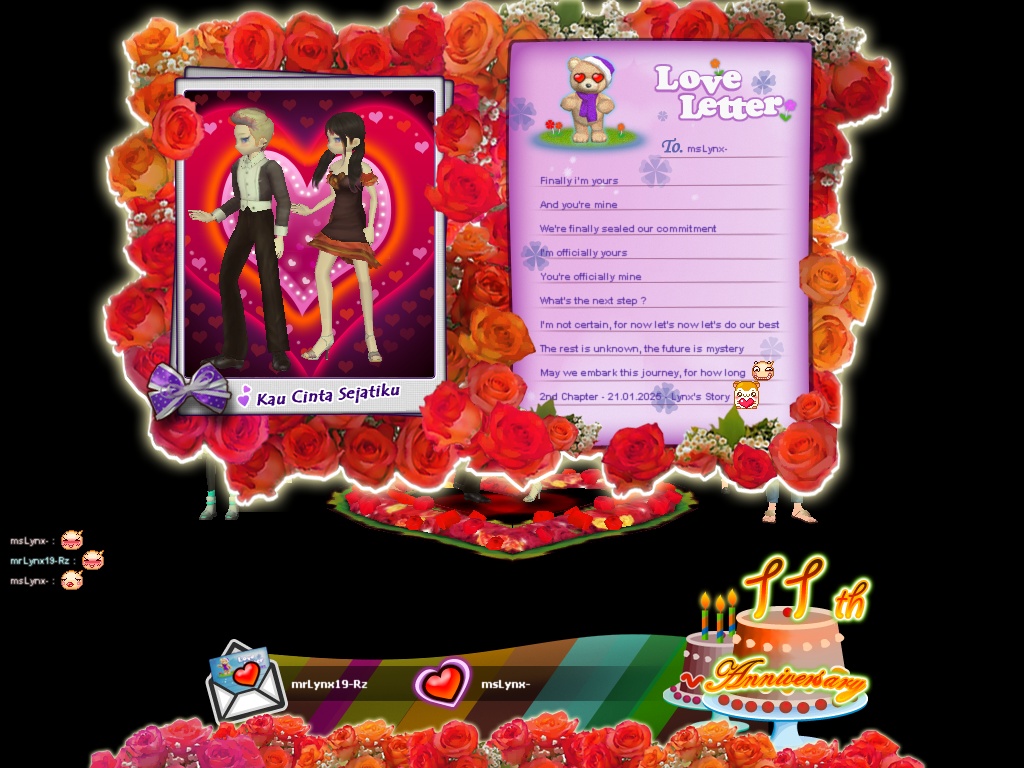 Love
Letter
To. msLynx-
Finally i'm yours
And you're mine
We're finally sealed our commitment
I'm officially yours
You're officially mine
What's the next step ?
I'm not certain, for now let's now let's do our best
The rest is unknown, the future is mystery
May we embark this journey, for how long
2nd Chapter - 21.01.2026 - Lynx's Story
Kau Cinta Sejatiku
msLynx- :
mrLynx19-Rz :
msLynx- :
11th
Anniversary
mrLynx19-Rz
msLynx-